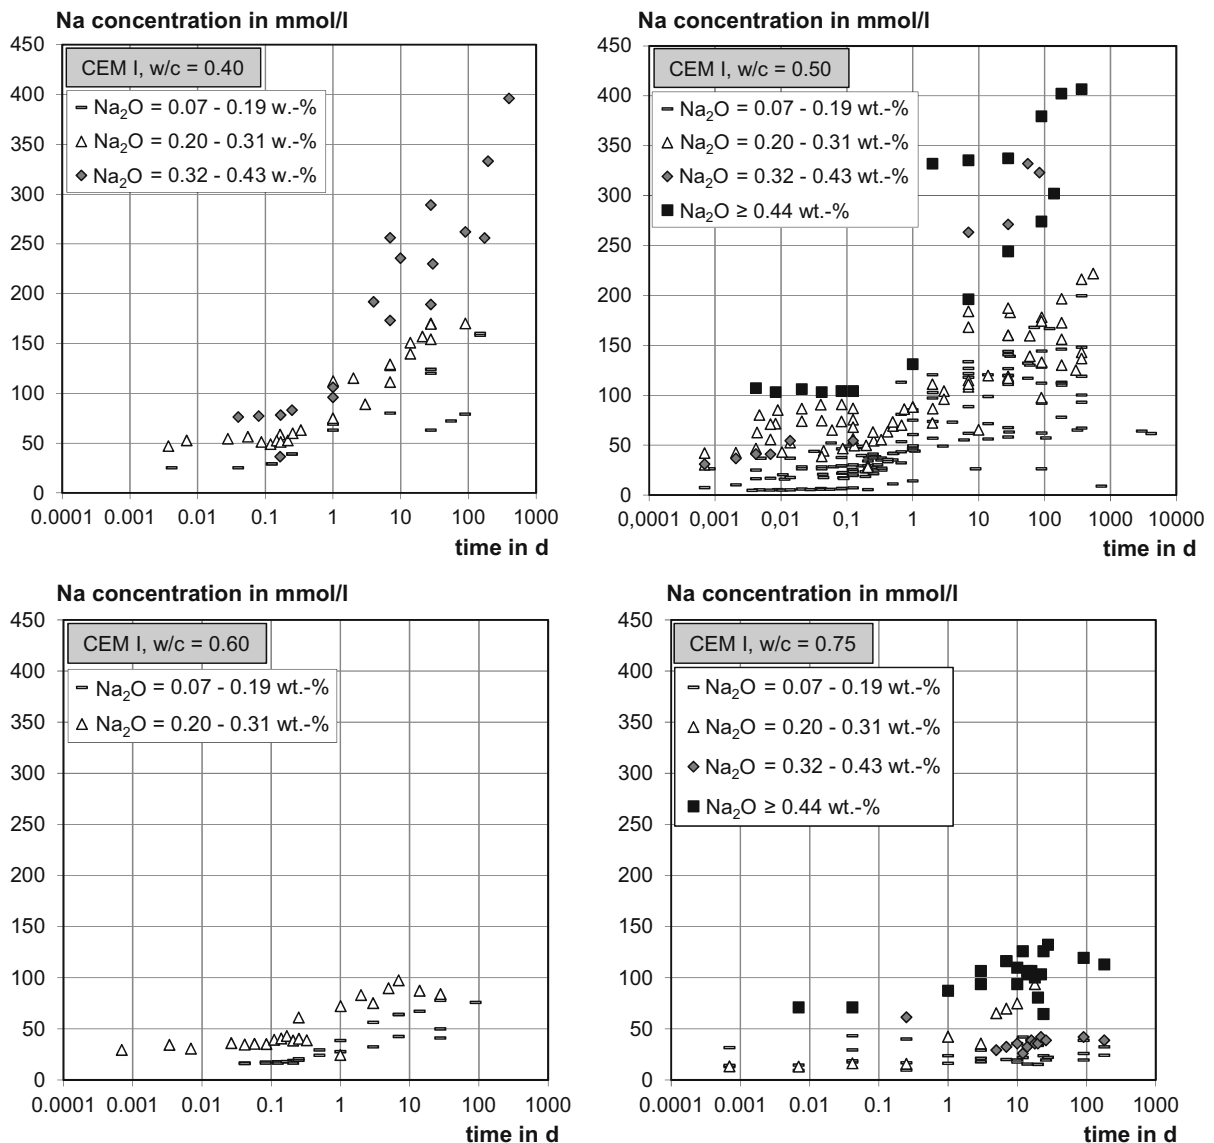 Na concentration in mmol/l
450
400
350
300
250
200
150
100
50
0
CEM I, w/c = 0.40
Na2O = 0.07 - 0.19 w.-%
Na2O = 0.20 - 0.31 w.-%
Na2O = 0.32 - 0.43 w.-%
0.0001 0.01 0.1 1 10 100 1000
time in d
Na concentration in mmol/l
450
400
350
300
250
200
150
100
50
0
CEM I, w/c = 0.50
Na2O = 0.07 - 0.19 wt.-%
Na2O = 0.20 - 0.31 wt.-%
Na2O = 0.32 - 0.43 wt.-%
Na2O ≥ 0.44 wt.-%
0,0001 0,001 0,01 0,1 1 10 100 1000 10000
time in d
Na concentration in mmol/l
450
400
350
300
250
200
150
100
50
0
CEM I, w/c = 0.60
Na2O = 0.07 - 0.19 wt.-%
Na2O = 0.20 - 0.31 wt.-%
0.0001 0.001 0.01 0.1 1 10 100 1000
time in d
Na concentration in mmol/l
450
400
350
300
250
200
150
100
50
0
CEM I, w/c = 0.75
Na2O = 0.07 - 0.19 wt.-%
Na2O = 0.20 - 0.31 wt.-%
Na2O = 0.32 - 0.43 wt.-%
Na2O ≥ 0.44 wt.-%
0.0001 0.001 0.01 0.1 1 10 100 1000
time in d